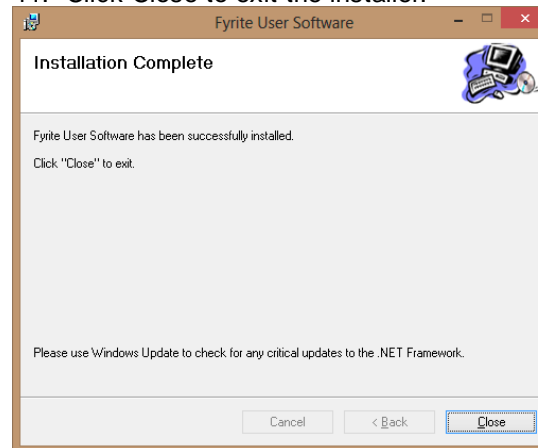 Click Close to exit the installer.
Fyrite User Software
Installation Complete
Fyrite User Software has been successfully installed.
Click "Close" to exit.
Please use Windows Update to check for any critical updates to the .NET Framework.
Cancel
< Back
Close